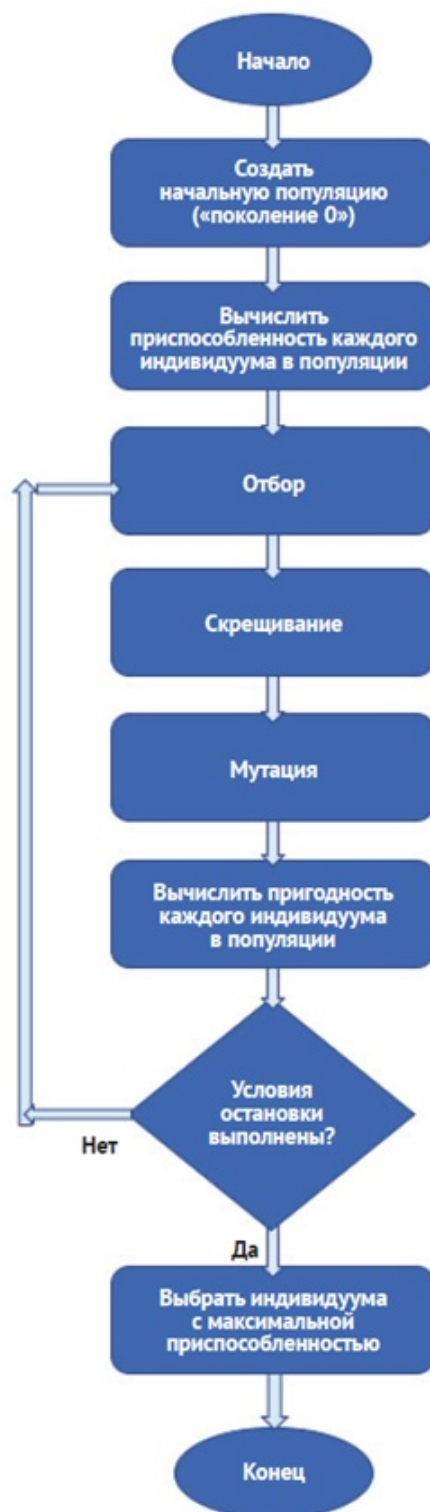 Начало
Создать
начальную популяцию
(«поколение 0»)
Вычислить
приспособленность каждого
индивидуума в популяции
Отбор
Скрещивание
Мутация
Вычислить пригодность
каждого индивидуума
в популяции
Условия
остановки
выполнены?
Нет
Да
Выбрать индивидуума
с максимальной
приспособленностью
Конец